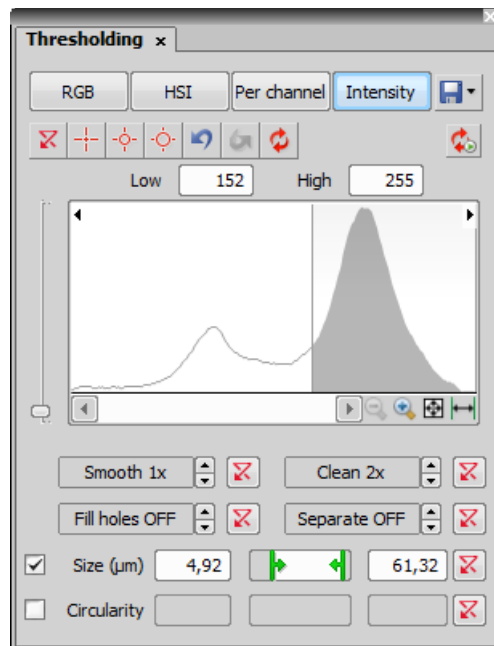 Thresholding x
RGB HSI Per channel Intensity
Low 152 High 255
Smooth 1x Clean 2x
Fill holes OFF Separate OFF
Size (µm) 4,92 61,32
Circularity